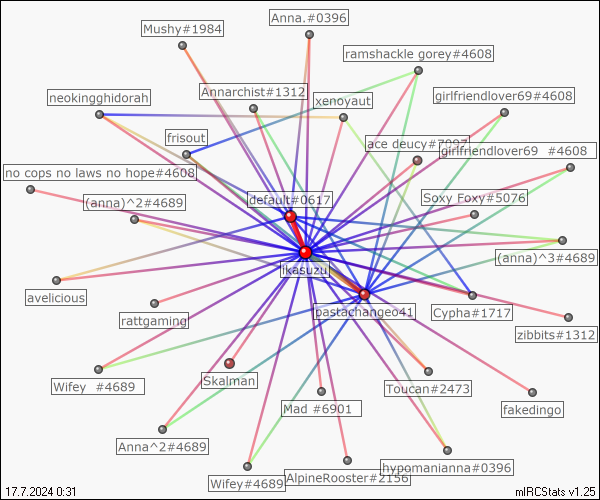 Anna.#0396
Mushy#1984
ramshackle gorey#4608
neokingghidorah
Annarchist#1312
xenoyaut
girlfriendlover69#4608
frisout
girlfriendlover69 #4608
no cops no laws no hope#4608
default#0617
Soxy Foxy#5076
(anna)^2#4689
(anna)^3#4689
ikasuzu
avelicious
rattgaming
pastachangeo41
Cypha#1717
zibbits#1312
Wifey #4689
Skalman
Toucan#2473
Mad #6901
fakedingo
Anna^2#4689
hypomanianna#0396
Wifey#4689
AlpineRooster#2156
17.7.2024 0:31
mIRCStats v1.25
ace deucy